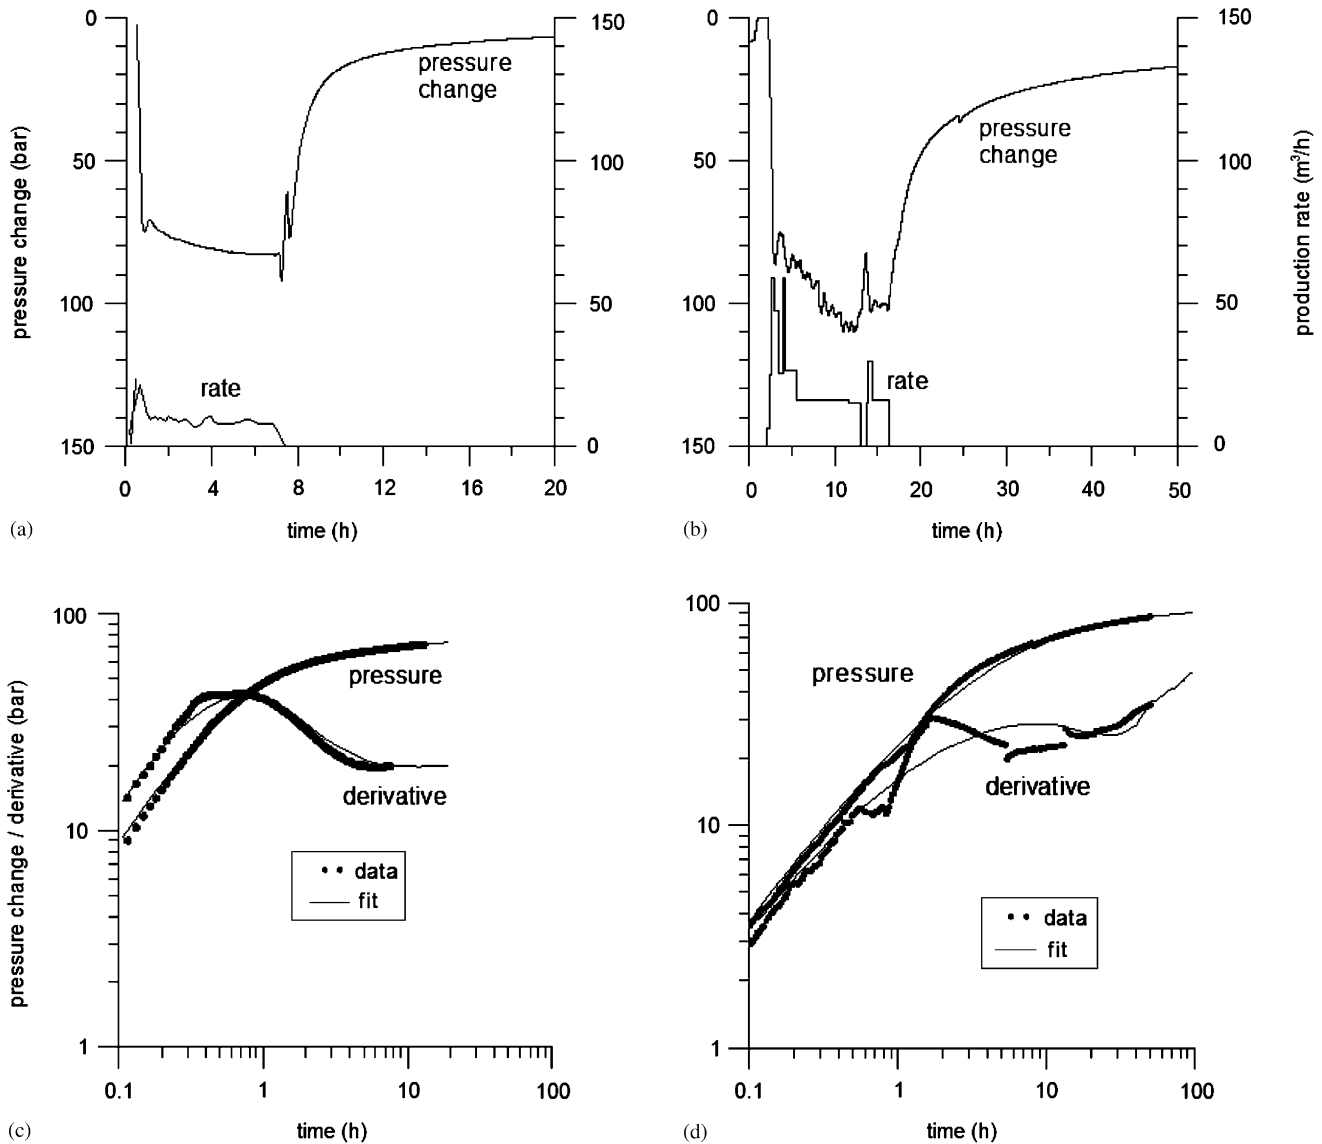 0
50
100
150
pressure change (bar)
150
100
50
0
pressure
change
rate
0
4
8
12
16
20
time (h)
(a)
0
50
100
150
150
100
50
0
production rate (m³/h)
pressure
change
rate
0
10
20
30
40
50
time (h)
(b)
100
10
1
pressure change / derivative (bar)
pressure
derivative
data
fit
0.1
1
10
100
time (h)
(c)
100
10
1
pressure
derivative
data
fit
0.1
1
10
100
time (h)
(d)